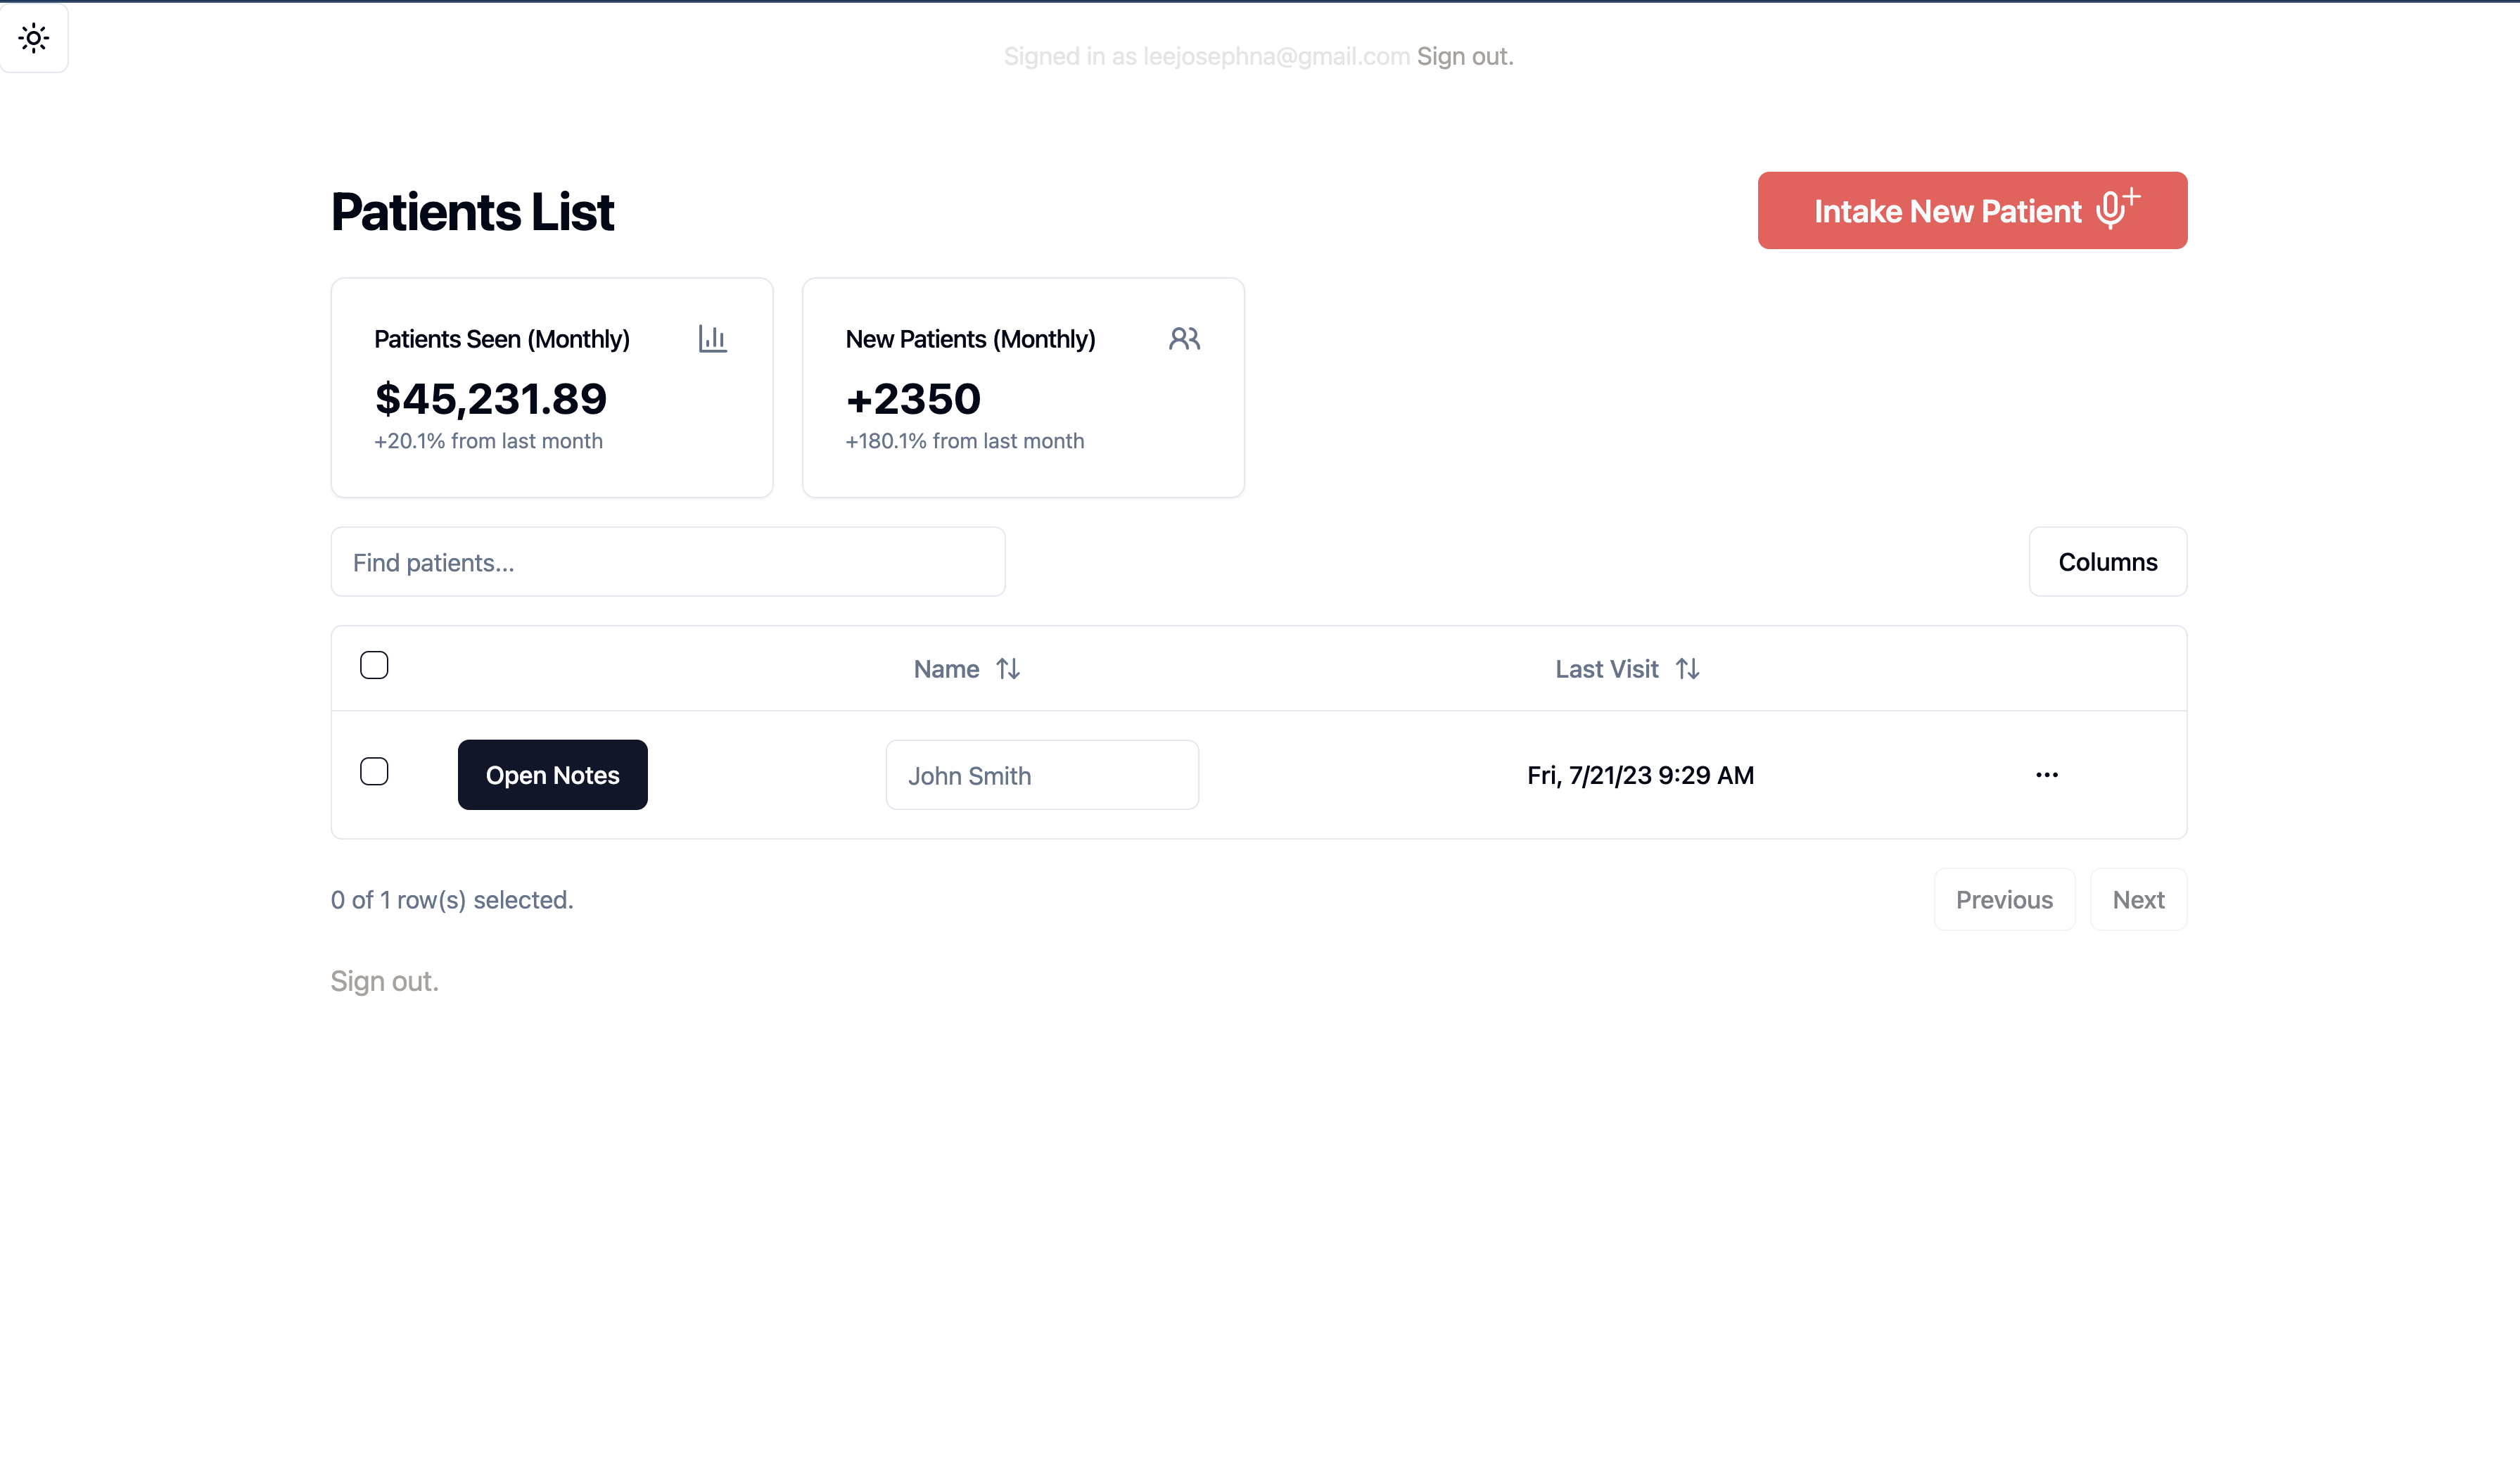 Signed in as leejosephna@gmail.com Sign out.
Patients List
Intake New Patient
Patients Seen (Monthly)
$45,231.89
+20.1% from last month
New Patients (Monthly)
+2350
+180.1% from last month
Find patients...
Columns
Name
Last Visit
Open Notes
John Smith
Fri, 7/21/23 9:29 AM
0 of 1 row(s) selected.
Previous
Next
Sign out.